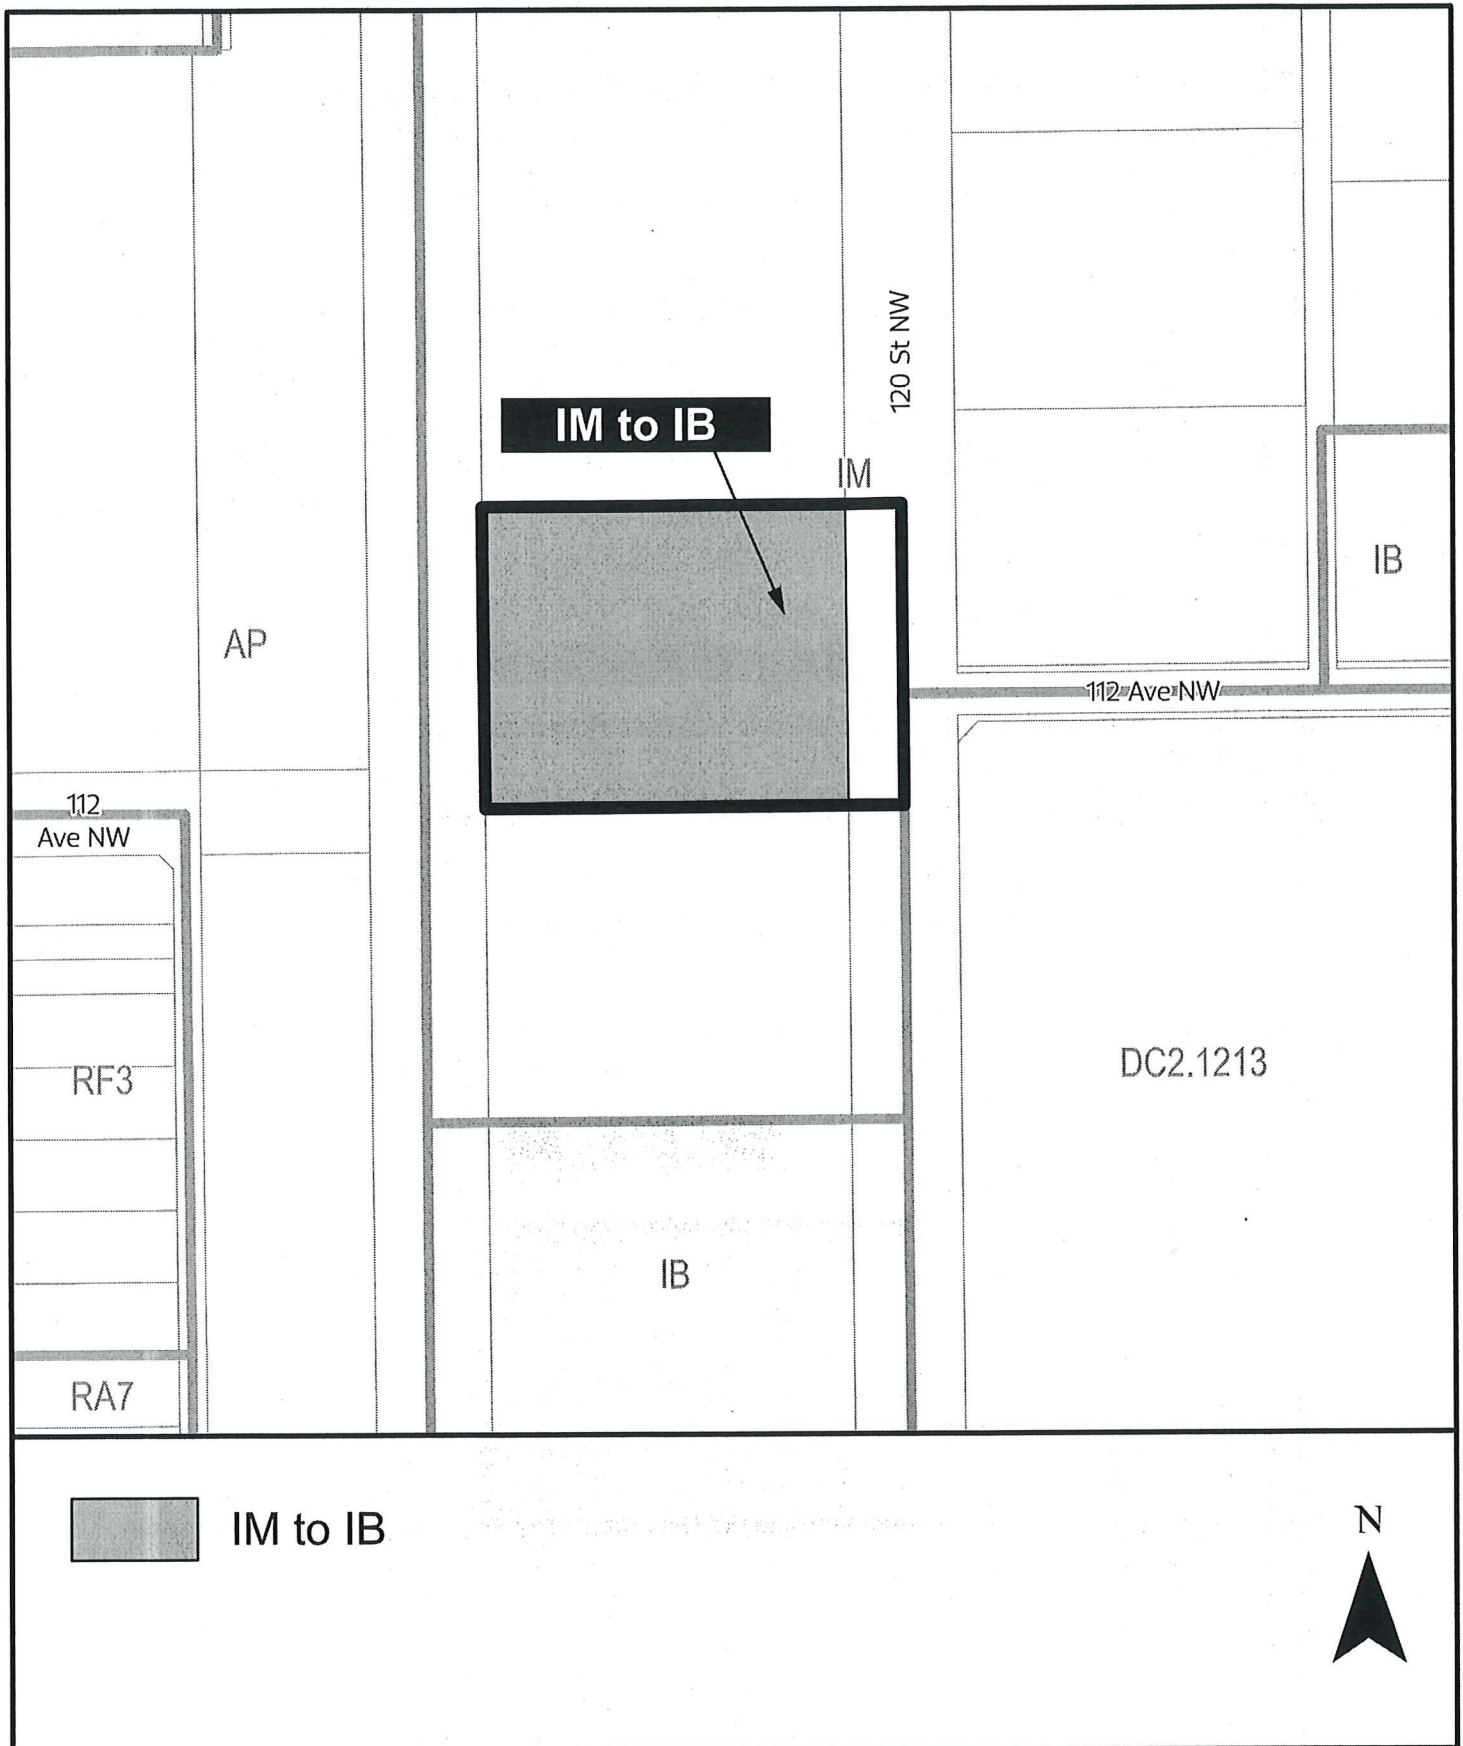 120 St NW
IM to IB
IM
IB
AP
112 Ave NW
112
Ave NW
DC2.1213
RF3
IB
RA7
IM to IB
N